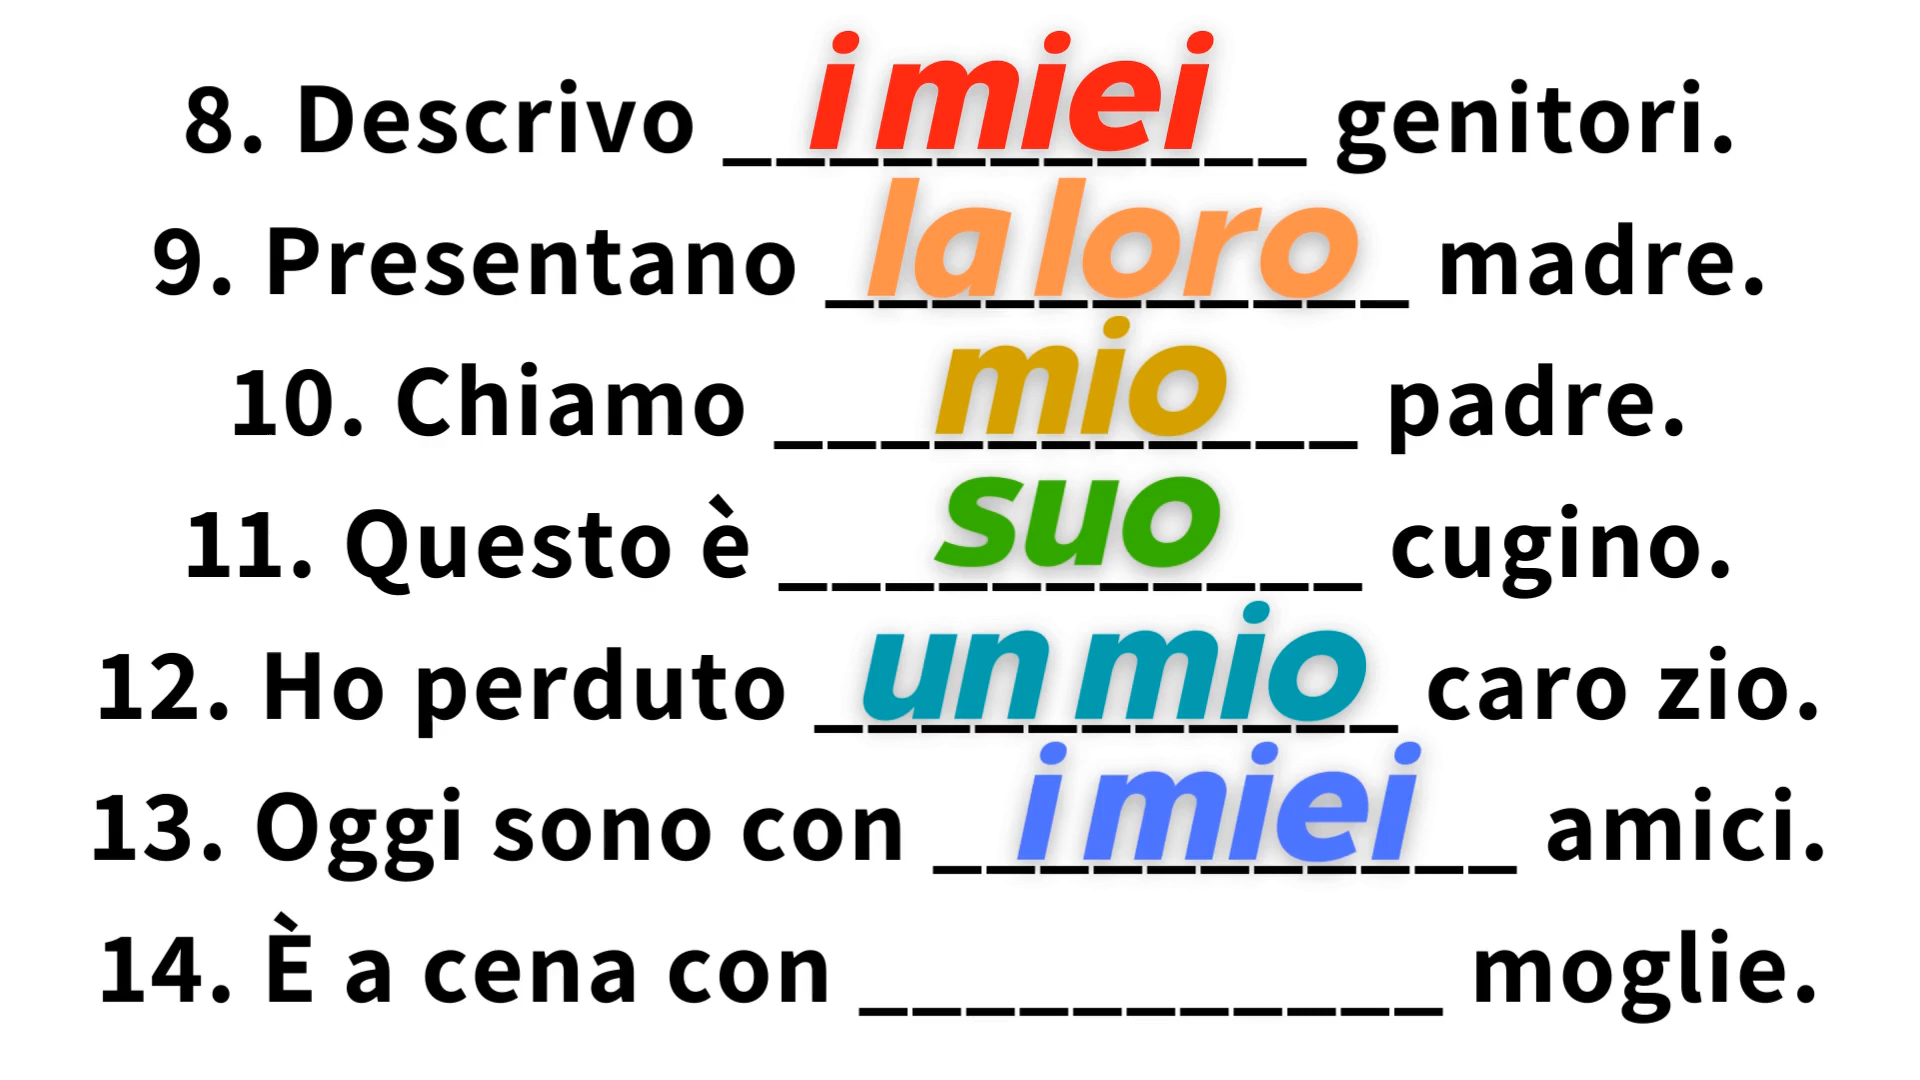 8. Descrivo i miei genitori.
9. Presentano la loro madre.
10. Chiamo mio padre.
11. Questo è suo cugino.
12. Ho perduto un mio caro zio.
13. Oggi sono con i miei amici.
14. È a cena con ___________ moglie.